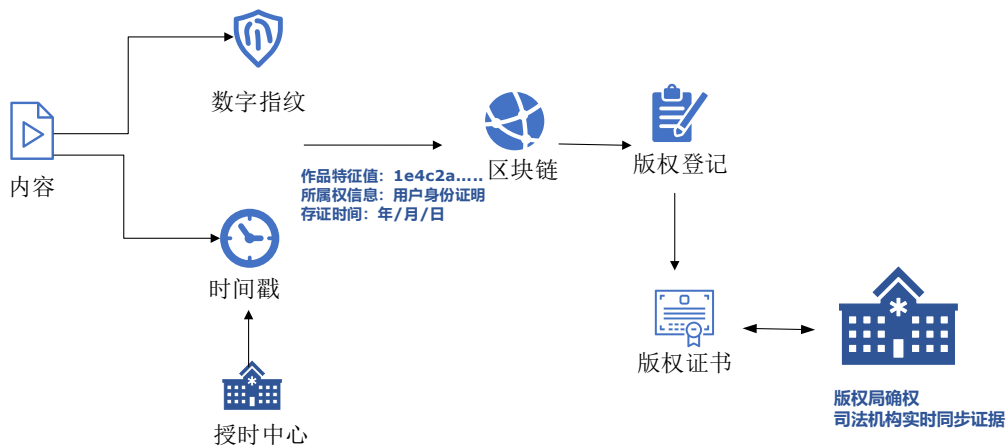 数字指纹
内容
作品特征值：1e4c2a.....
所属权信息：用户身份证明
存证时间：年/月/日
区块链
版权登记
时间戳
授时中心
版权证书
版权局确权
司法机构实时同步证据